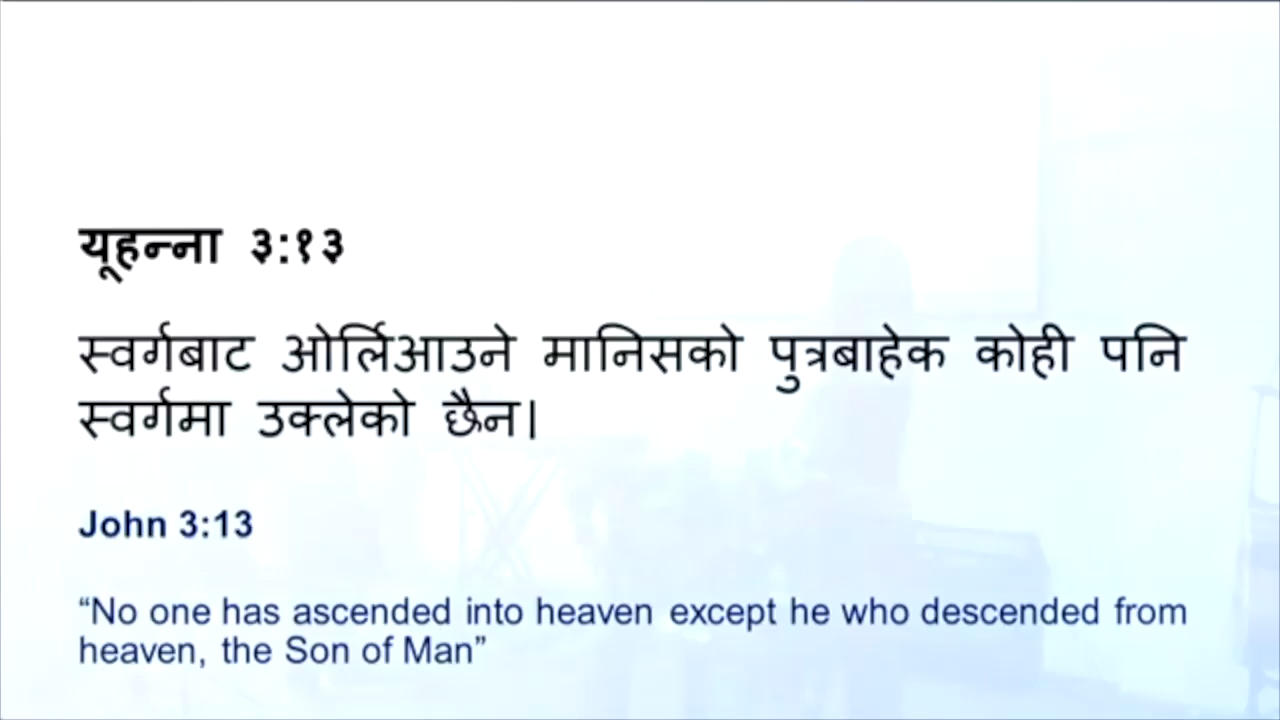 यूहन्ना ३:१३
स्वर्गबाट ओर्लिआउने मानिसको पुत्रबाहेक कोही पनि
स्वर्गमा उक्लेको छैन।
John 3:13
“No one has ascended into heaven except he who descended from
heaven, the Son of Man”